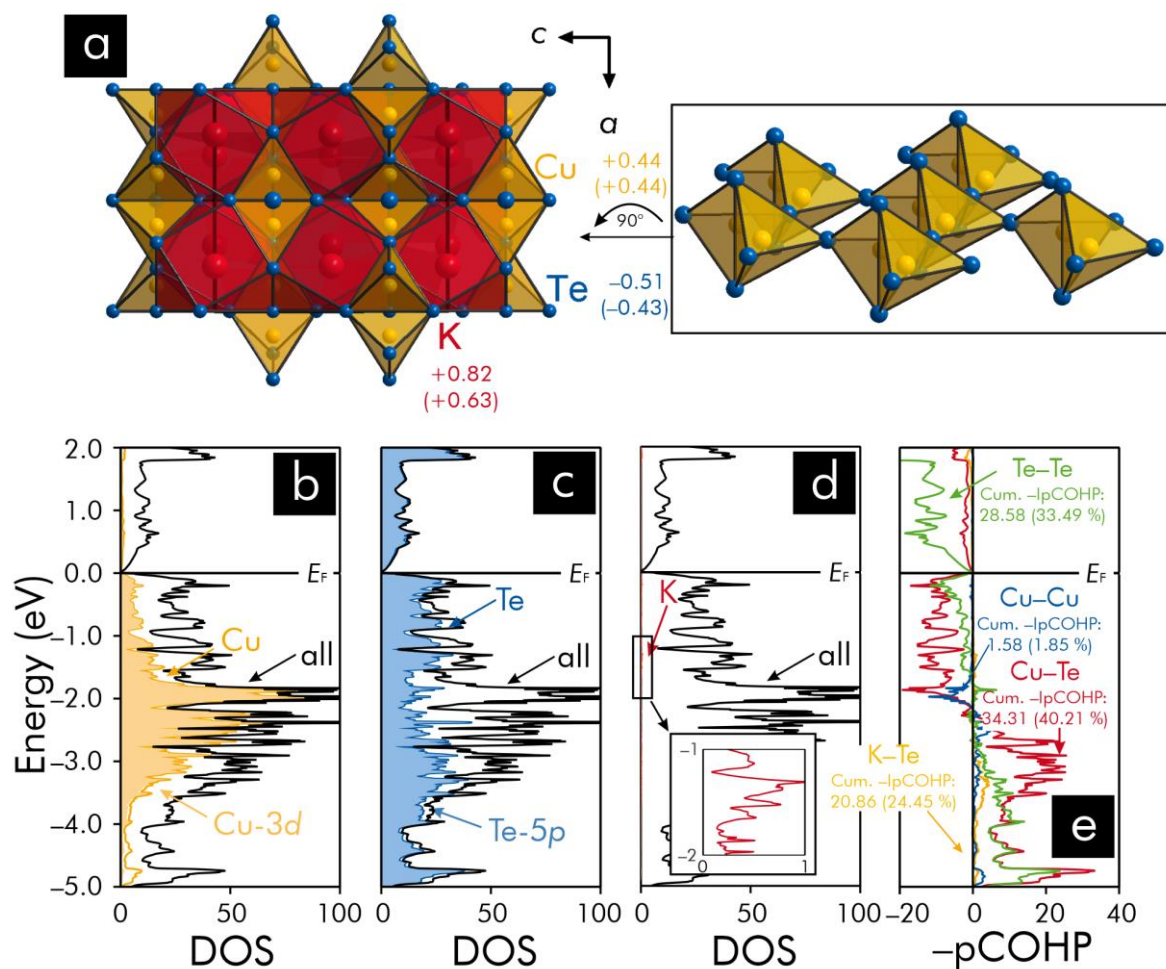 a
c
a
Cu
+0.44
(+0.44)
90°
Te
−0.51
(−0.43)
K
+0.82
(+0.63)
Energy (eV)
2.0
1.0
0.0
−1.0
−2.0
−3.0
−4.0
−5.0
b
EF
Cu
all
Cu-3d
0
50
100
DOS
c
EF
Te
all
Te-5p
0
50
100
DOS
d
EF
K
all
−1
−2
0
1
0
50
100
DOS
Te–Te
Cum. –IpCOHP:
28.58 (33.49 %)
EF
Cu–Cu
Cum. –IpCOHP:
1.58 (1.85 %)
Cu–Te
Cum. –IpCOHP:
34.31 (40.21 %)
K–Te
Cum. –IpCOHP:
20.86 (24.45 %)
e
−20
0
20
40
–pCOHP